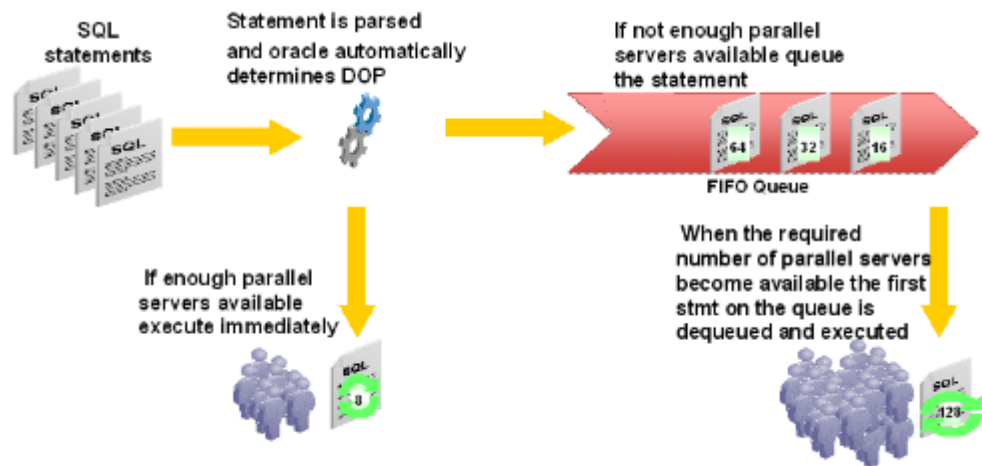 SQL
statements
Statement is parsed
and oracle automatically
determines DOP
If not enough parallel
servers available queue
the statement
SQL
SQL
SQL
SQL
SQL
SQL
64
SQL
32
SQL
16
FIFO Queue
If enough parallel
servers available
execute immediately
SQL
8
When the required
number of parallel servers
become available the first
stmt on the queue is
dequeued and executed
SQL
128